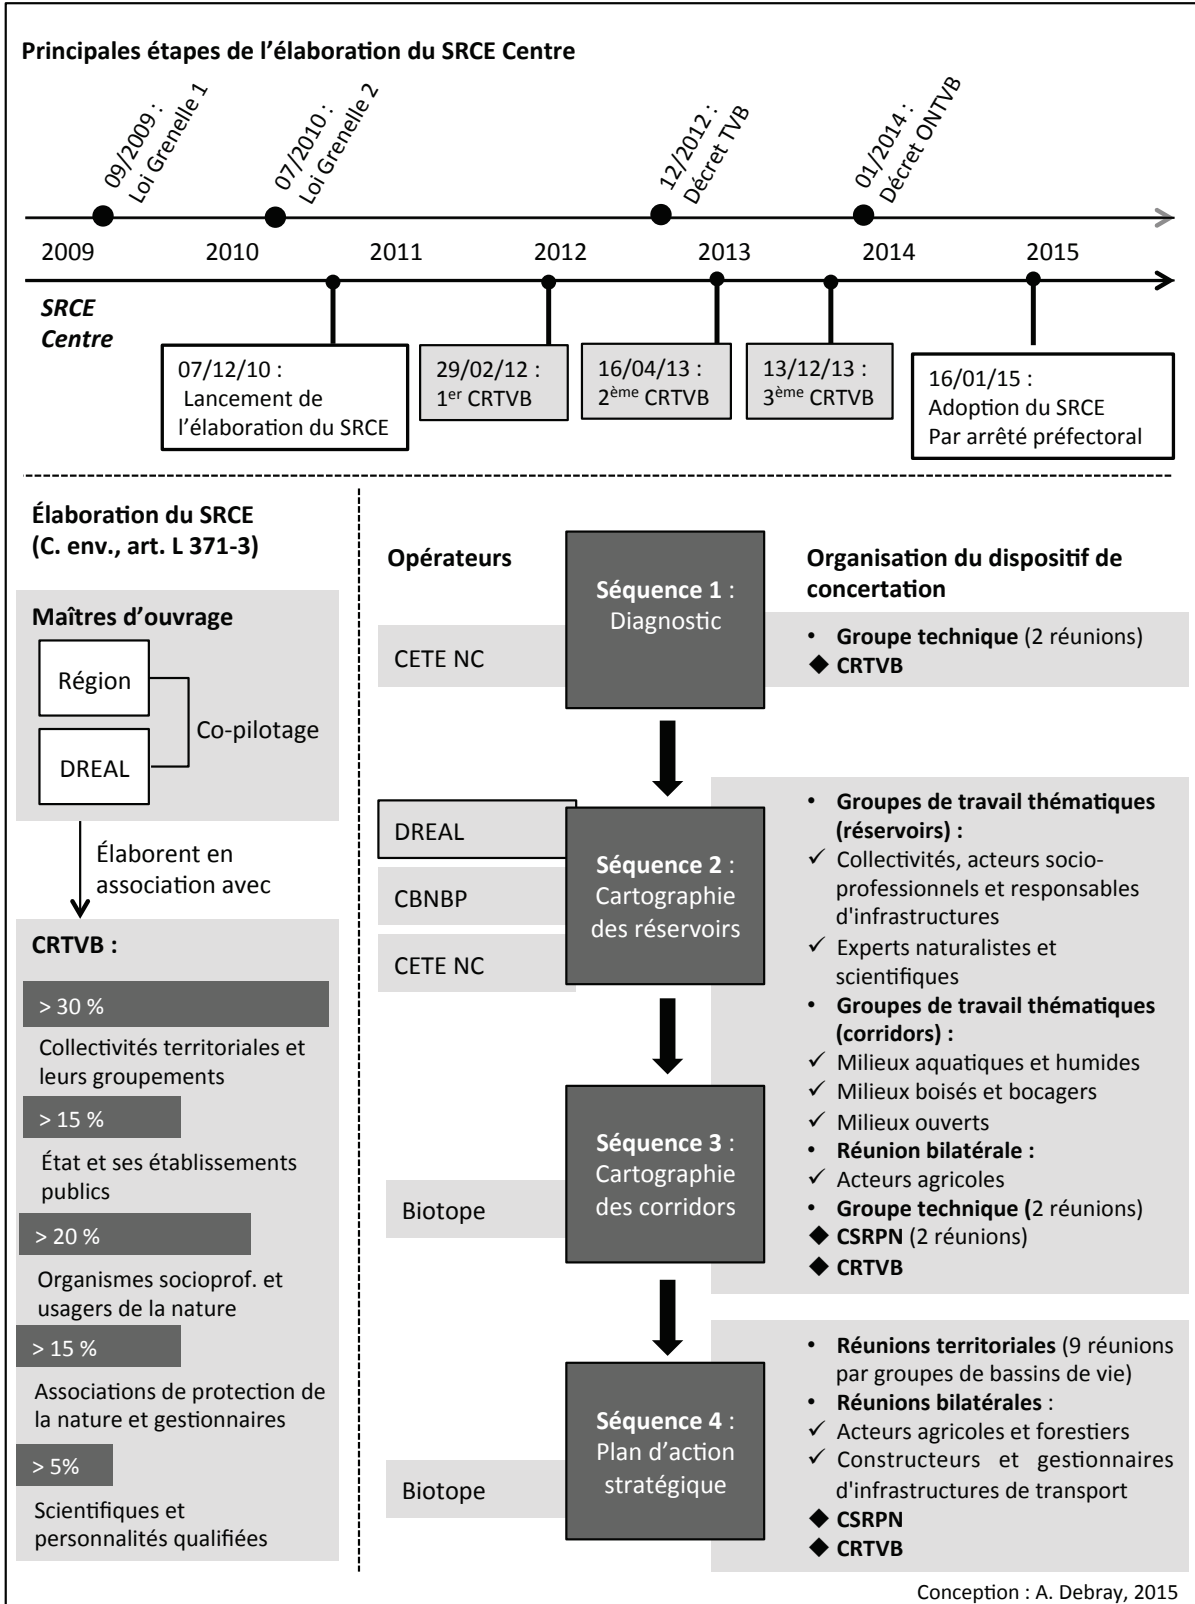 Principales étapes de l'élaboration du SRCE Centre
09/2009 :
Loi Grenelle 1
07/2010 :
Loi Grenelle 2
12/2012 :
Décret TVB
01/2014 :
Décret ONTVB
2009 2010 2011 2012 2013 2014 2015
SRCE
Centre
07/12/10 :
Lancement de
l'élaboration du SRCE
29/02/12 :
1er CRTVB
16/04/13 :
2ème CRTVB
13/12/13 :
3ème CRTVB
16/01/15 :
Adoption du SRCE
Par arrêté préfectoral
Élaboration du SRCE
(C. env., art. L 371-3)
Maîtres d'ouvrage
Région
DREAL
Co-pilotage
Élaborent en
association avec
CRTVB :
> 30 %
Collectivités territoriales et
leurs groupements
> 15 %
État et ses établissements
publics
> 20 %
Organismes socioprof. et
usagers de la nature
> 15 %
Associations de protection de
la nature et gestionnaires
> 5%
Scientifiques et
personnalités qualifiées
Opérateurs
CETE NC
DREAL
CBNBP
CETE NC
Biotope
Biotope
Séquence 1 :
Diagnostic
Séquence 2 :
Cartographie
des réservoirs
Séquence 3 :
Cartographie
des corridors
Séquence 4 :
Plan d'action
stratégique
Organisation du dispositif de
concertation
• Groupe technique (2 réunions)
◆ CRTVB
• Groupes de travail thématiques
(réservoirs) :
✓ Collectivités, acteurs socio-
professionnels et responsables
d'infrastructures
✓ Experts naturalistes et
scientifiques
• Groupes de travail thématiques
(corridors) :
✓ Milieux aquatiques et humides
✓ Milieux boisés et bocagers
✓ Milieux ouverts
• Réunion bilatérale :
✓ Acteurs agricoles
• Groupe technique (2 réunions)
◆ CSRPN (2 réunions)
◆ CRTVB
• Réunions territoriales (9 réunions
par groupes de bassins de vie)
• Réunions bilatérales :
✓ Acteurs agricoles et forestiers
✓ Constructeurs et gestionnaires
d'infrastructures de transport
◆ CSRPN
◆ CRTVB
Conception : A. Debray, 2015